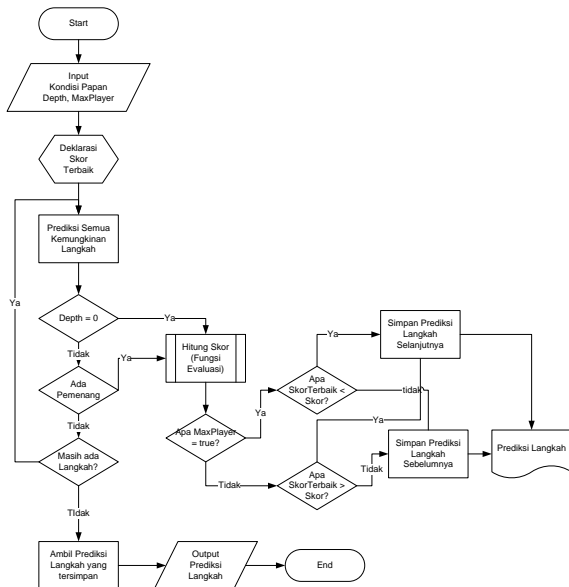 Start
Input
Kondisi Papan
Depth, MaxPlayer
Deklarasi
Skor
Terbaik
Prediksi Semua
Kemungkinan
Langkah
Ya
Depth = 0
Ya
Tidak
Ada
Pemenang
Ya
Tidak
Masih ada
Langkah?
TIdak
Hitung Skor
(Fungsi
Evaluasi)
Apa MaxPlayer
= true?
Ya
Tidak
Apa
SkorTerbaik <
Skor?
Ya
tidak
Apa
SkorTerbaik >
Skor?
Ya
Tidak
Simpan Prediksi
Langkah
Selanjutnya
Simpan Prediksi
Langkah
Sebelumnya
Prediksi Langkah
Ambil Prediksi
Langkah yang
tersimpan
Output
Prediksi
Langkah
End